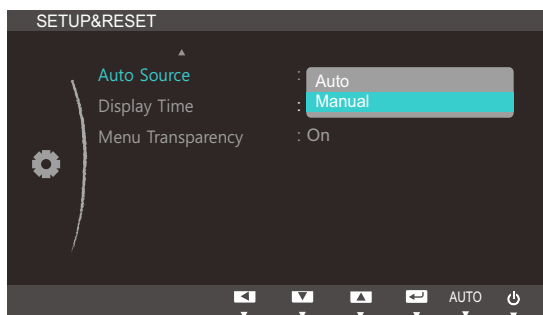 SETUP&RESET
Auto Source : Auto
Display Time : Manual
Menu Transparency : On
AUTO